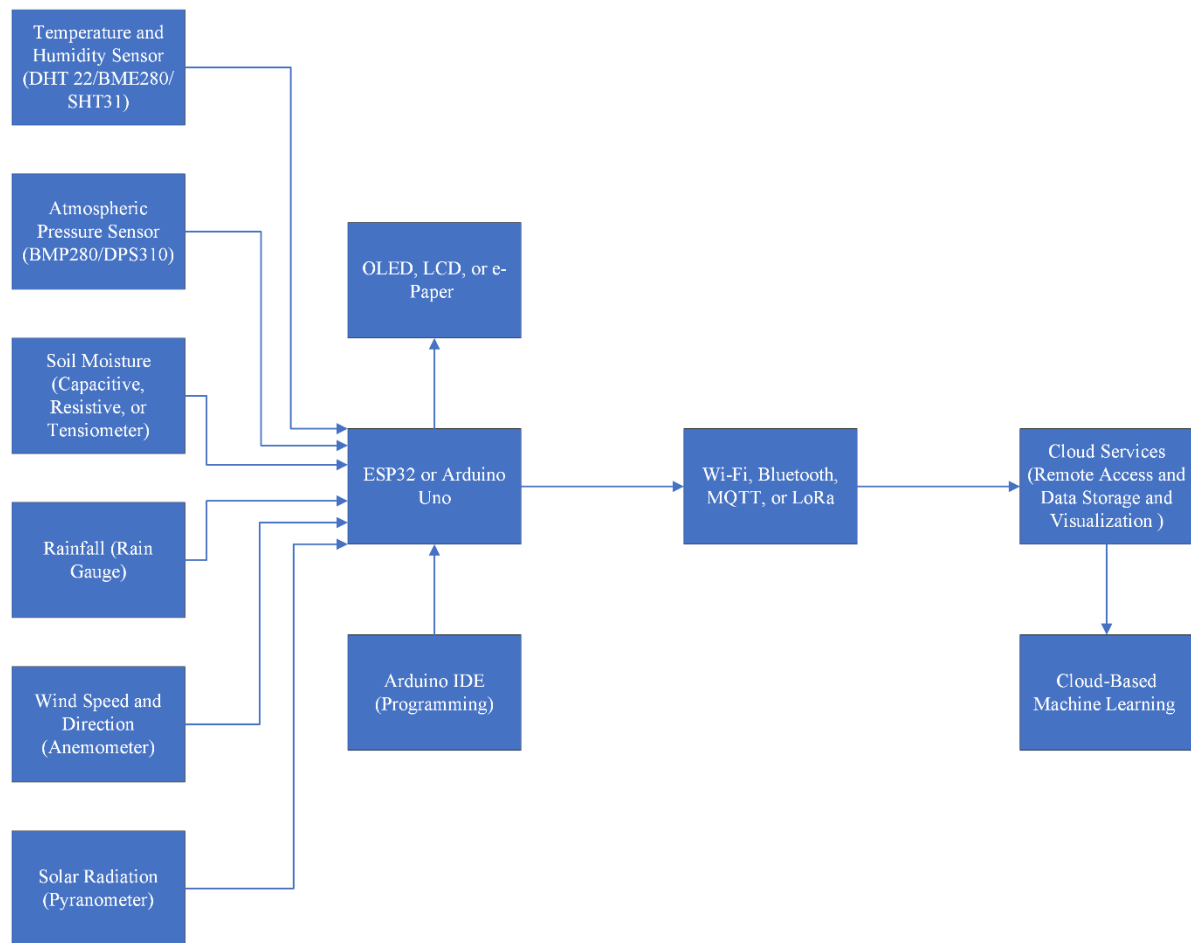 Temperature and
Humidity Sensor
(DHT 22/BME280/
SHT31)
Atmospheric
Pressure Sensor
(BMP280/DPS310)
OLED, LCD, or e-
Paper
Soil Moisture
(Capacitive,
Resistive, or
Tensiometer)
ESP32 or Arduino
Uno
Wi-Fi, Bluetooth,
MQTT, or LoRa
Cloud Services
(Remote Access and
Data Storage and
Visualization )
Rainfall (Rain
Gauge)
Arduino IDE
(Programming)
Cloud-Based
Machine Learning
Wind Speed and
Direction
(Anemometer)
Solar Radiation
(Pyranometer)